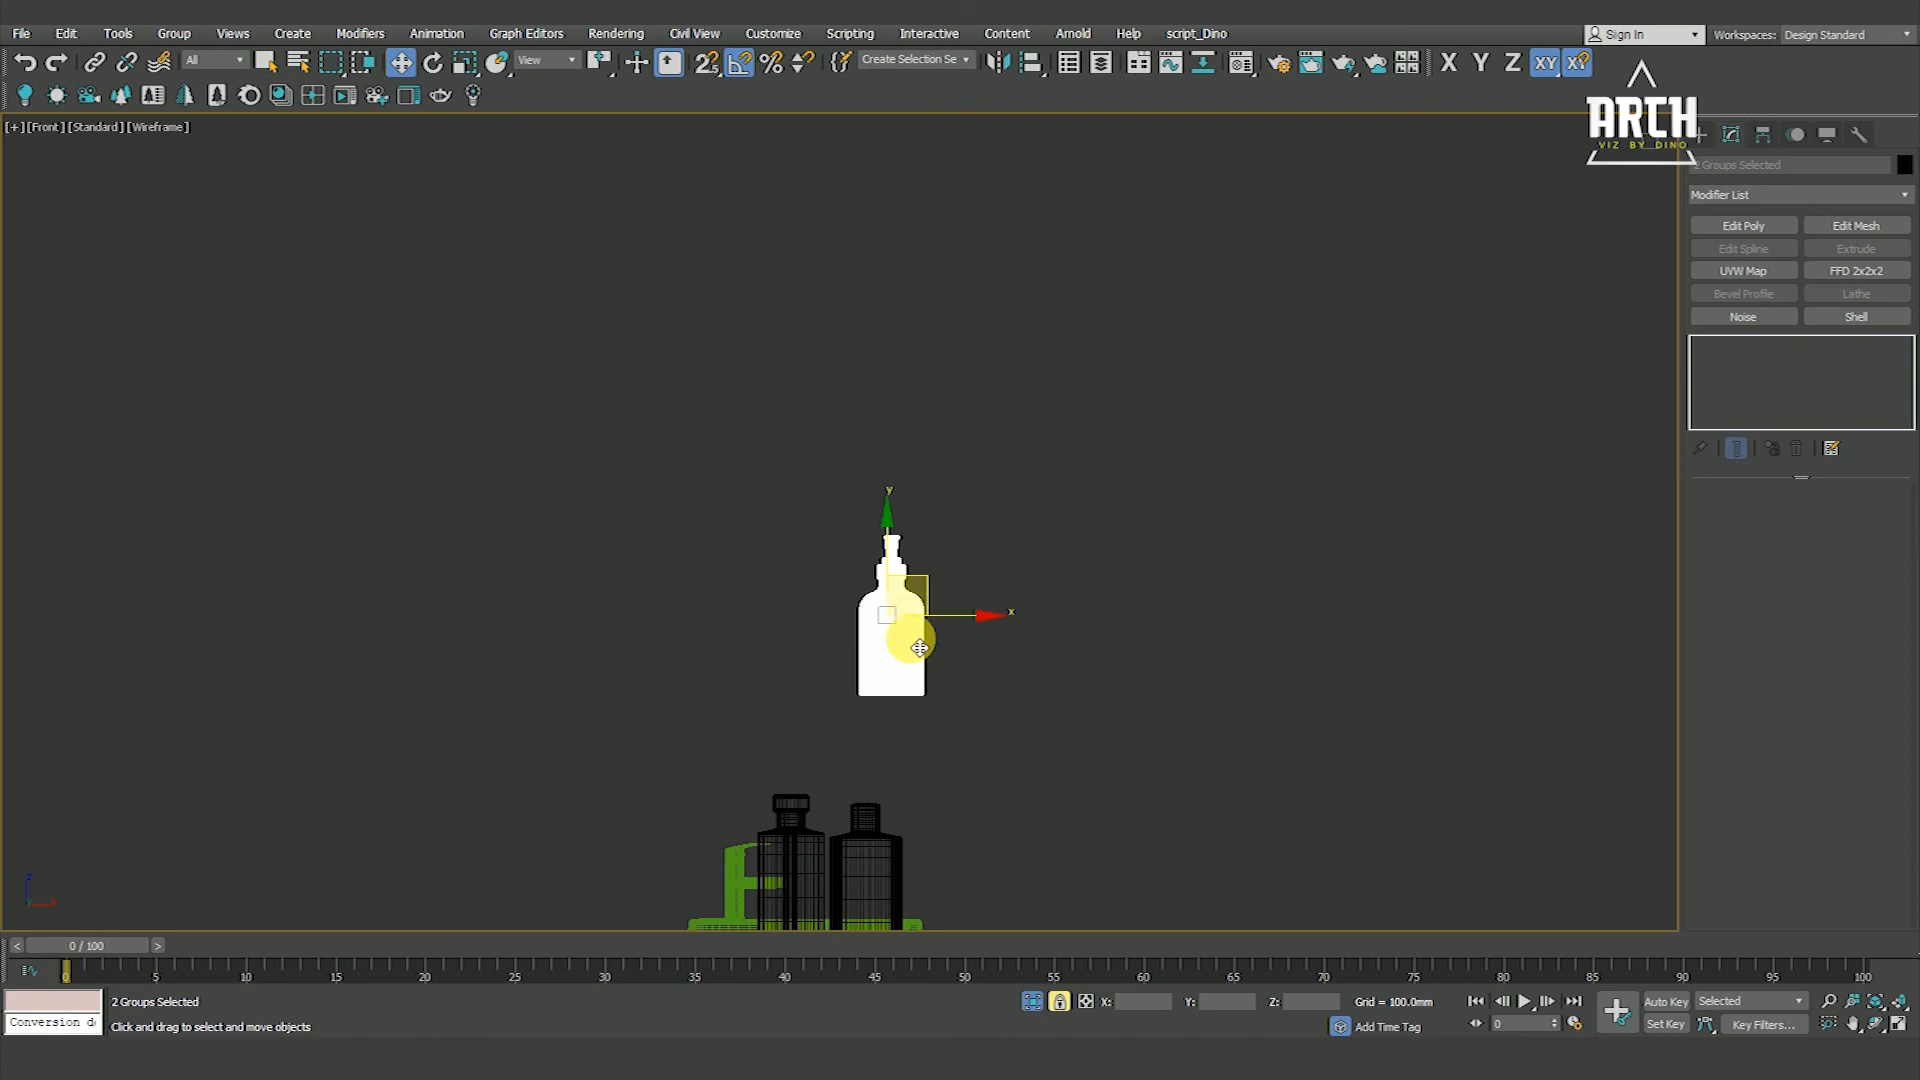 File Edit Tools Group Views Create Modifiers Animation Graph Editors Rendering Civil View Customize Scripting Interactive Content Arnold Help script_Dino Sign In Workspaces: Design Standard
All View Create Selection Se X Y Z XY XY
ARCH
VIZ BY DINO
[+] [Front] [Standard] [Wireframe]
2 Groups Selected
Modifier List
Edit Poly Edit Mesh
Edit Spline Extrude
UVW Map FFD 2x2x2
Bevel Profile Lathe
Noise Shell
y
x
z
< 0 / 100 >
0 5 10 15 20 25 30 35 40 45 50 55 60 65 70 75 80 85 90 95 100
2 Groups Selected X: Y: Z: Grid = 100.0mm Auto Key Selected
Conversion d Click and drag to select and move objects Add Time Tag 0 Set Key Key Filters...